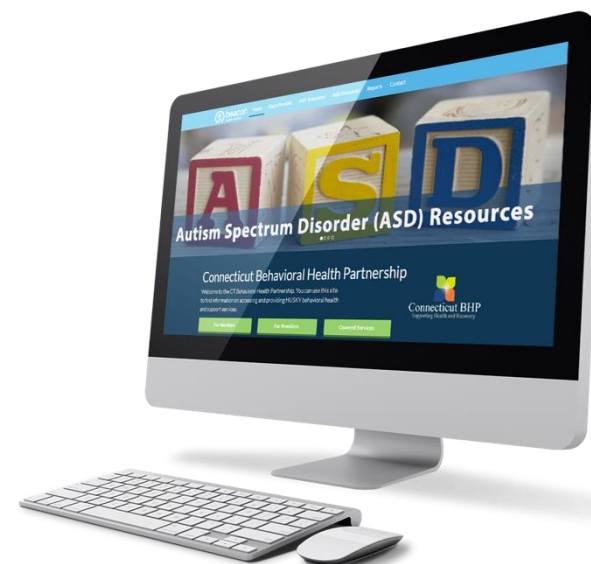 beacon Home Contact
A S D
Autism Spectrum Disorder (ASD) Resources
Connecticut Behavioral Health Partnership
Welcome to the CT Behavioral Health Partnership. You can use this site
to find information on accessing and providing HUSKY behavioral health
and support services.
Connecticut BHP
Supporting Health and Recovery
For Members For Providers Covered Services